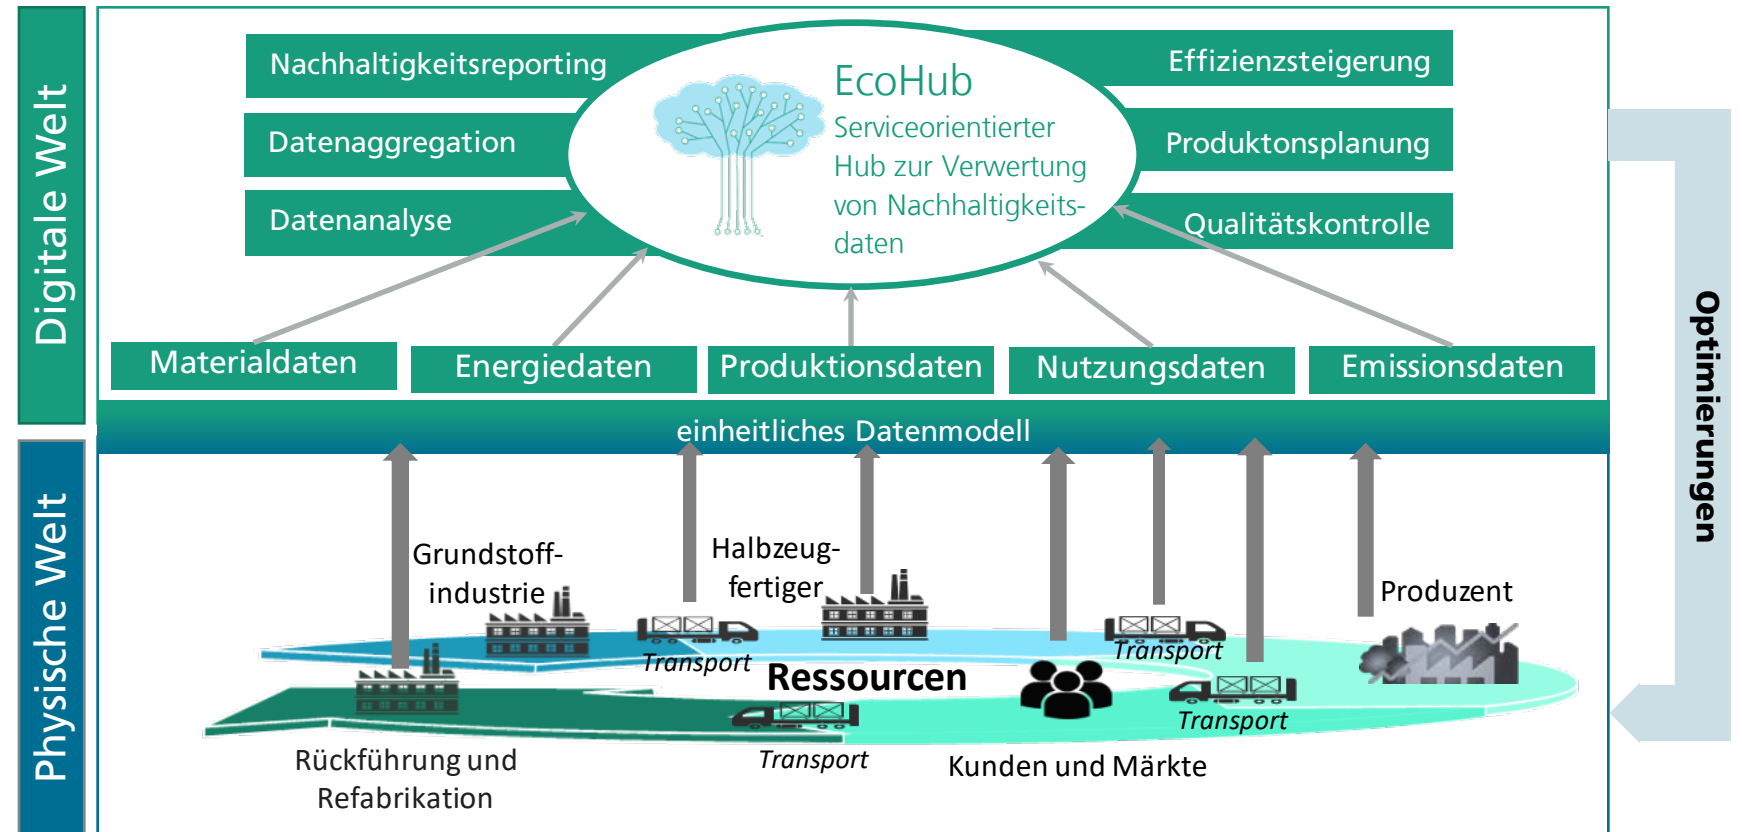 Digitale Welt
Nachhaltigkeitsreporting
Datenaggregation
Datenanalyse
EcoHub
Serviceorientierter
Hub zur Verwertung
von Nachhaltigkeits-
daten
Effizienzsteigerung
Produktonsplanung
Qualitätskontrolle
Materialdaten
Energiedaten
Produktionsdaten
Nutzungsdaten
Emissionsdaten
einheitliches Datenmodell
Optimierungen
Physische Welt
Grundstoff-
industrie
Halbzeug-
fertiger
Produzent
Transport
Transport
Ressourcen
Transport
Transport
Rückführung und
Refabrikation
Kunden und Märkte